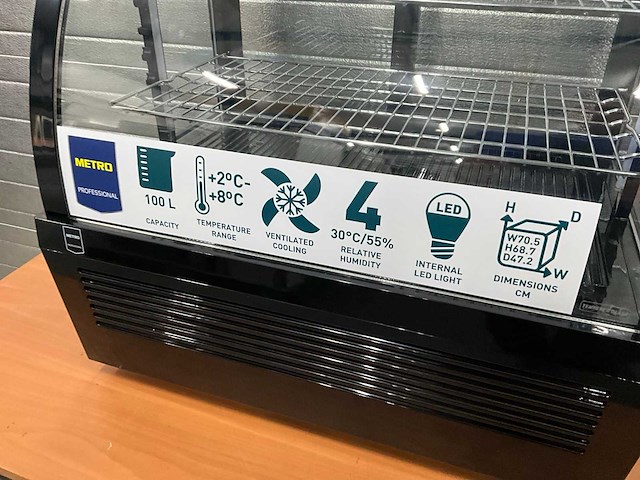 METRO
PROFESSIONAL
100 L
CAPACITY
+2°C-
+8°C
TEMPERATURE
RANGE
VENTILATED
COOLING
4
30°C/55%
RELATIVE
HUMIDITY
LED
INTERNAL
LED LIGHT
H
D
W70.5
H68.7
D47.2
W
DIMENSIONS
CM